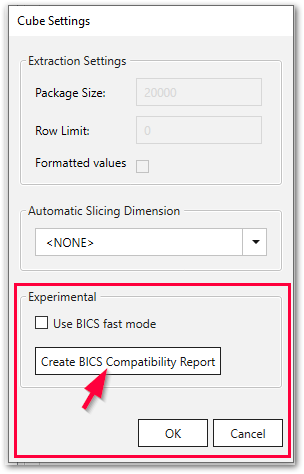 Cube Settings
Extraction Settings
Package Size: 20000
Row Limit: 0
Formatted values
Automatic Slicing Dimension
<NONE>
Experimental
Use BICS fast mode
Create BICS Compatibility Report
OK Cancel